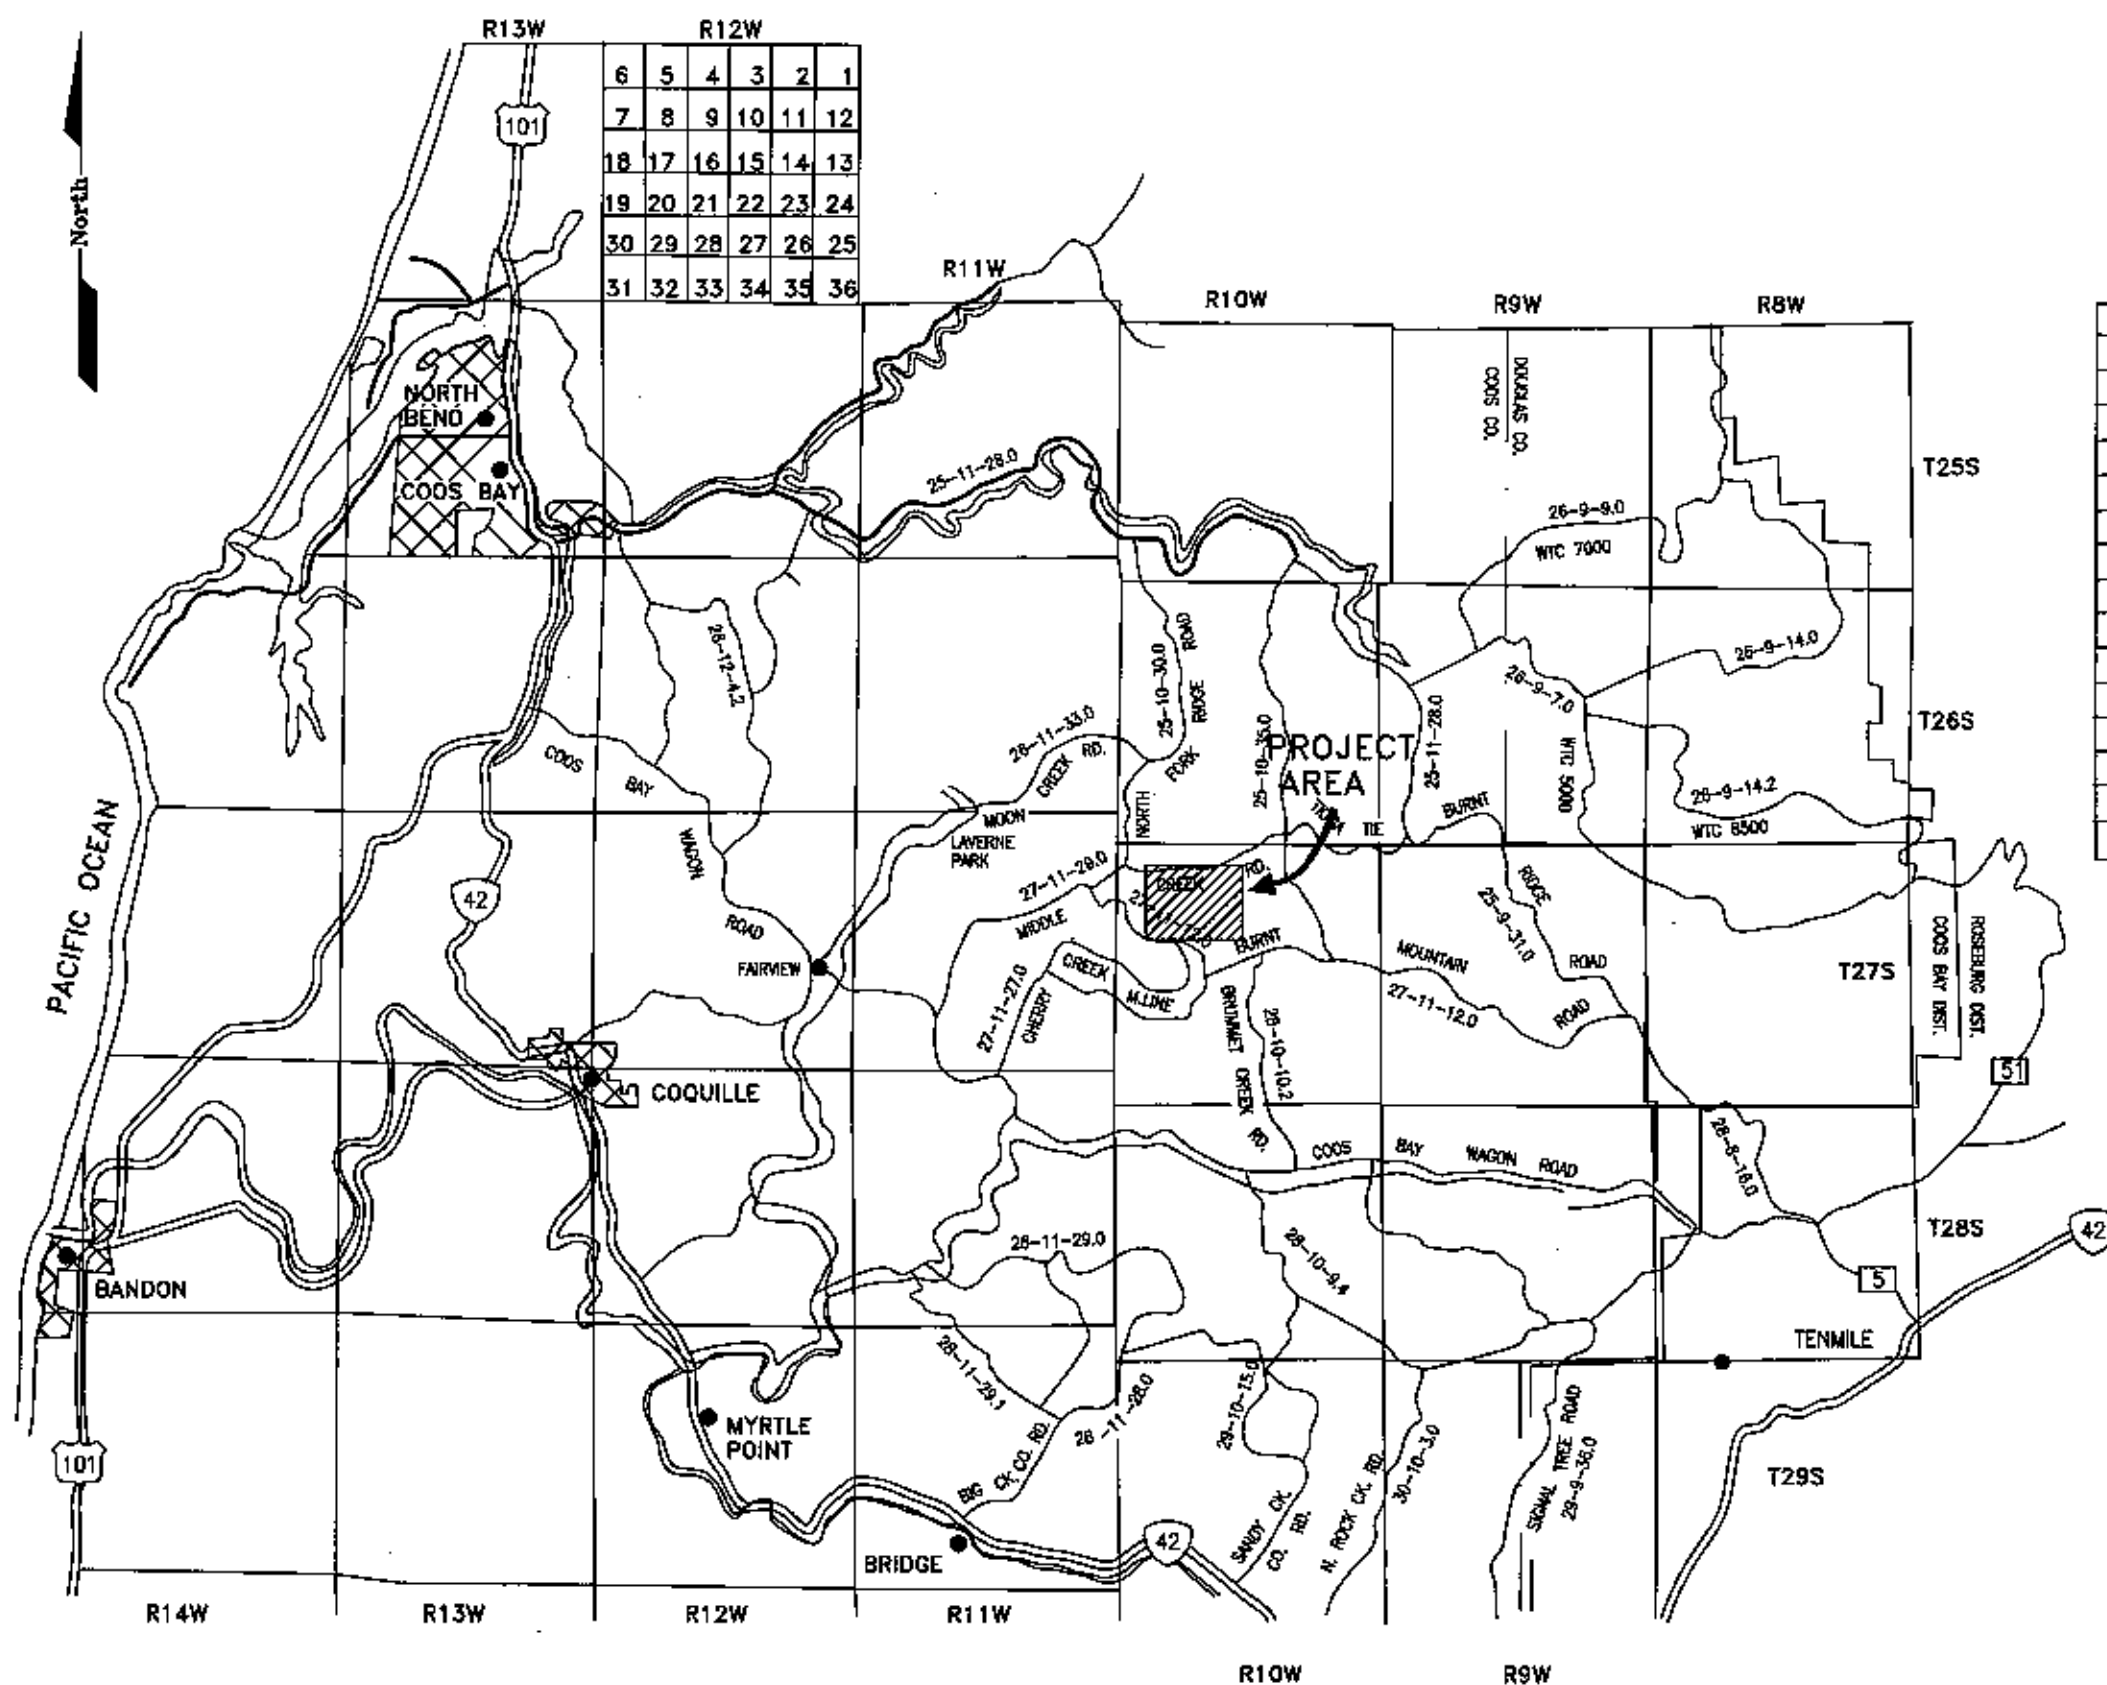 R13W
R12W
North
101
6 5 4 3 2 1
7 8 9 10 11 12
18 17 16 15 14 13
19 20 21 22 23 24
30 29 28 27 26 25
31 32 33 34 35 36
R11W
R10W
R9W
R8W
DOUGLAS CO.
COOS CO.
NORTH
BEND
COOS BAY
25-11-28.0
T25S
26-9-9.0
WTC 7000
26-12-4.2
25-10-30.0
NORTH FORK RIDGE ROAD
26-9-14.0
26-9-7.0
T26S
26-11-33.0
MOON CREEK RD.
25-10-35.0
25-11-28.0
PROJECT
AREA
WTC 5000
26-9-14.2
WTC 8500
COOS BAY WAGON ROAD
LAVERNE
PARK
TIE
BURNT RIDGE ROAD
25-9-31.0
PACIFIC OCEAN
42
27-11-29.0
MIDDLE CREEK RD.
FAIRVIEW
CHERRY CREEK
27-11-27.0
M.LINE
BURNT MOUNTAIN ROAD
27-11-12.0
T27S
ROSEBURG DIST.
COOS BAY DIST.
BRUMMET CREEK RD.
28-10-10.2
51
COQUILLE
COOS BAY WAGON ROAD
28-8-18.0
T28S
42
BANDON
28-11-29.0
28-10-9.4
5
TENMILE
28-11-29.1
28-11-28.0
29-10-15.0
MYRTLE
POINT
BIG CK. CO. RD.
SANDY CK.
CO. RD.
N. ROCK CK. RD.
30-10-3.0
SIGNAL TREE ROAD
29-9-36.0
T29S
101
42
BRIDGE
R14W
R13W
R12W
R11W
R10W
R9W